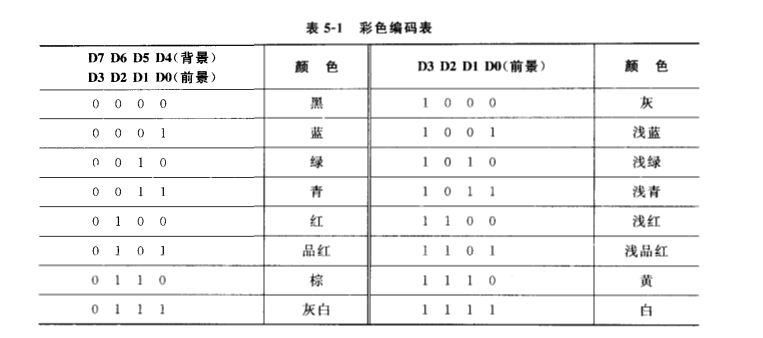 表 5-1 彩色编码表
D7 D6 D5 D4(背景)
D3 D2 D1 D0(前景)
颜 色
D3 D2 D1 D0(前景)
颜 色
0 0 0 0 黑 1 0 0 0 灰
0 0 0 1 蓝 1 0 0 1 浅蓝
0 0 1 0 绿 1 0 1 0 浅绿
0 0 1 1 青 1 0 1 1 浅青
0 1 0 0 红 1 1 0 0 浅红
0 1 0 1 品红 1 1 0 1 浅品红
0 1 1 0 棕 1 1 1 0 黄
0 1 1 1 灰白 1 1 1 1 白